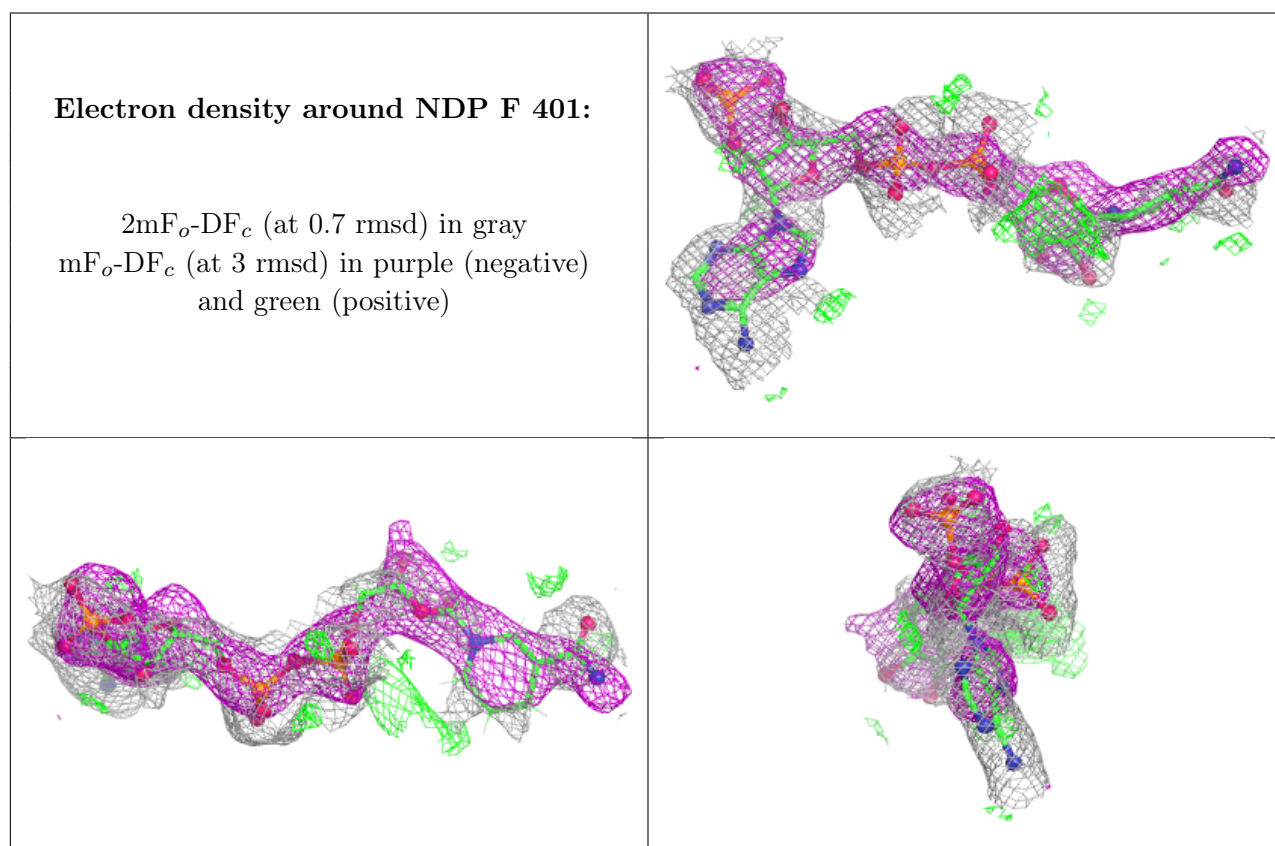 Electron density around NDP F 401:
2mFo-DFc (at 0.7 rmsd) in gray
mFo-DFc (at 3 rmsd) in purple (negative)
and green (positive)